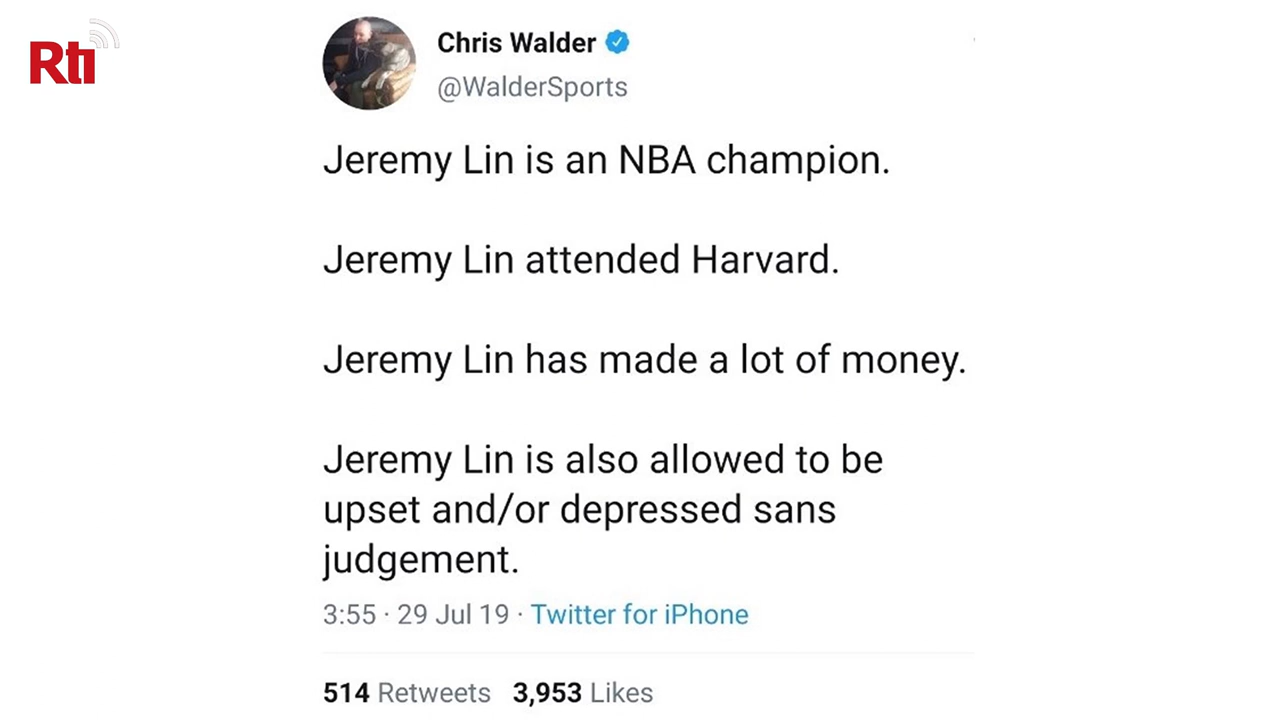 Rti
Chris Walder
@WalderSports
Jeremy Lin is an NBA champion.
Jeremy Lin attended Harvard.
Jeremy Lin has made a lot of money.
Jeremy Lin is also allowed to be
upset and/or depressed sans
judgement.
3:55 · 29 Jul 19 · Twitter for iPhone
514 Retweets 3,953 Likes